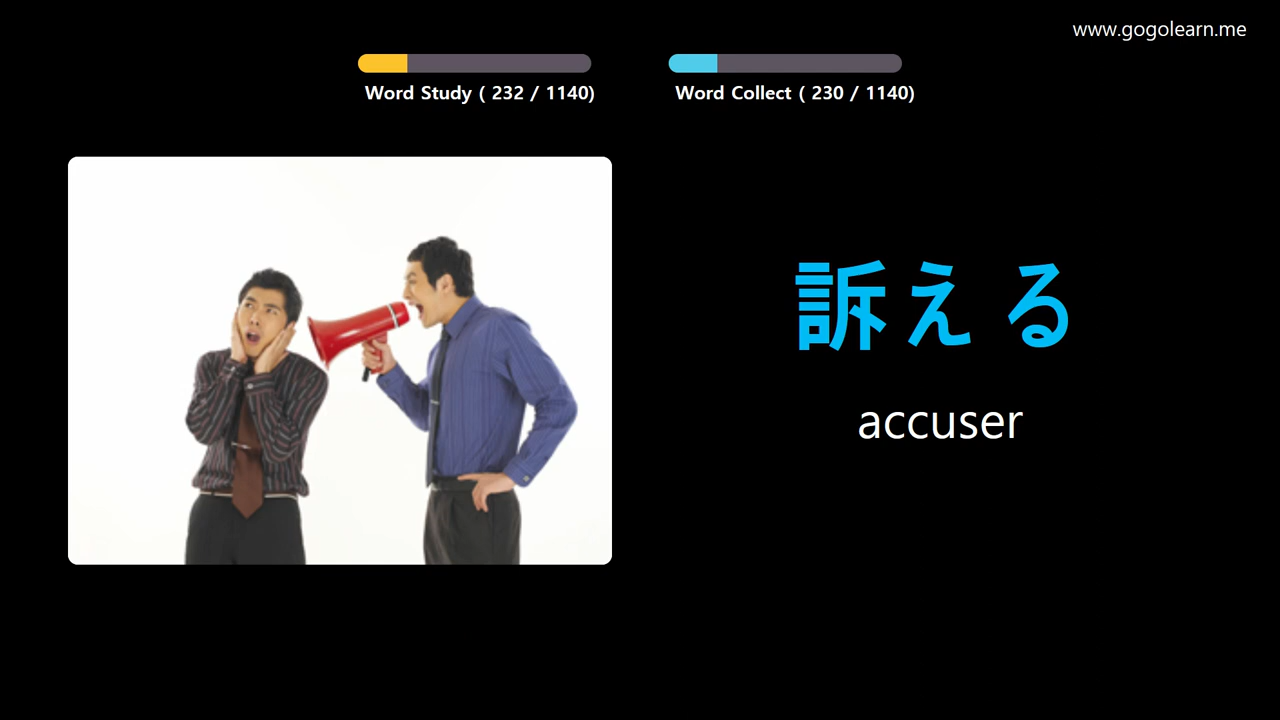 www.gogolearn.me
Word Study ( 232 / 1140)
Word Collect ( 230 / 1140)
訴える
accuser